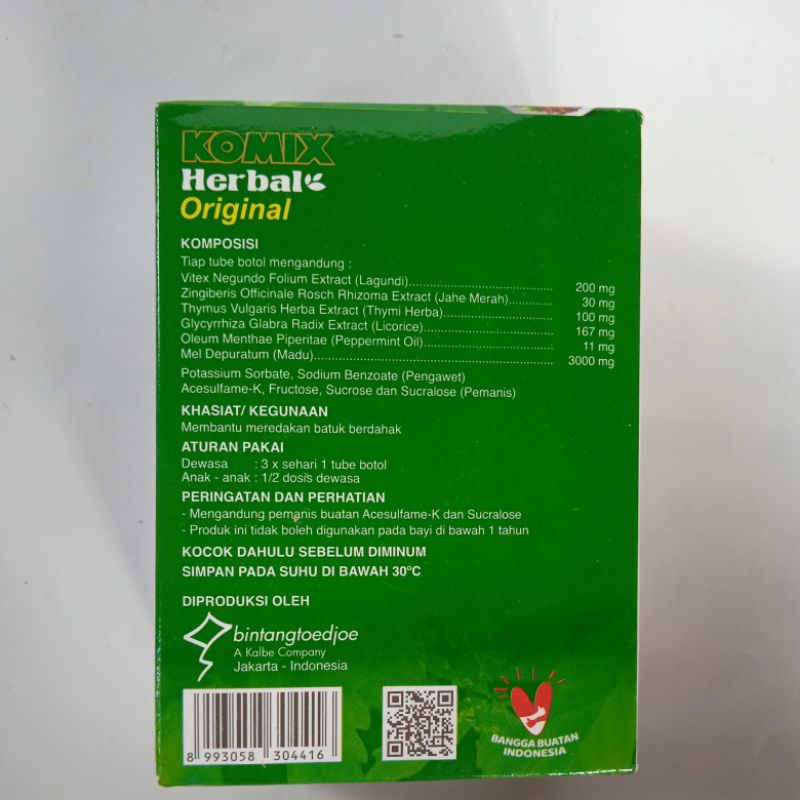 KOMIX
Herbal
Original
KOMPOSISI
Tiap tube botol mengandung :
Vitex Negundo Folium Extract (Lagundi)........ 200 mg
Zingiberis Officinale Rosch Rhizoma Extract (Jahe Merah)........ 30 mg
Thymus Vulgaris Herba Extract (Thymi Herba)........ 100 mg
Glycyrrhiza Glabra Radix Extract (Licorice)........ 167 mg
Oleum Menthae Piperitae (Peppermint Oil)........ 11 mg
Mel Depuratum (Madu)........ 3000 mg
Potassium Sorbate, Sodium Benzoate (Pengawet)
Acesulfame-K, Fructose, Sucrose dan Sucralose (Pemanis)
KHASIAT/ KEGUNAAN
Membantu meredakan batuk berdahak
ATURAN PAKAI
Dewasa : 3 x sehari 1 tube botol
Anak - anak : 1/2 dosis dewasa
PERINGATAN DAN PERHATIAN
- Mengandung pemanis buatan Acesulfame-K dan Sucralose
- Produk ini tidak boleh digunakan pada bayi di bawah 1 tahun
KOCOK DAHULU SEBELUM DIMINUM
SIMPAN PADA SUHU DI BAWAH 30°C
DIPRODUKSI OLEH
bintangtoedjoe
A Kalbe Company
Jakarta - Indonesia
8 993058 304416
BANGGA BUATAN
INDONESIA